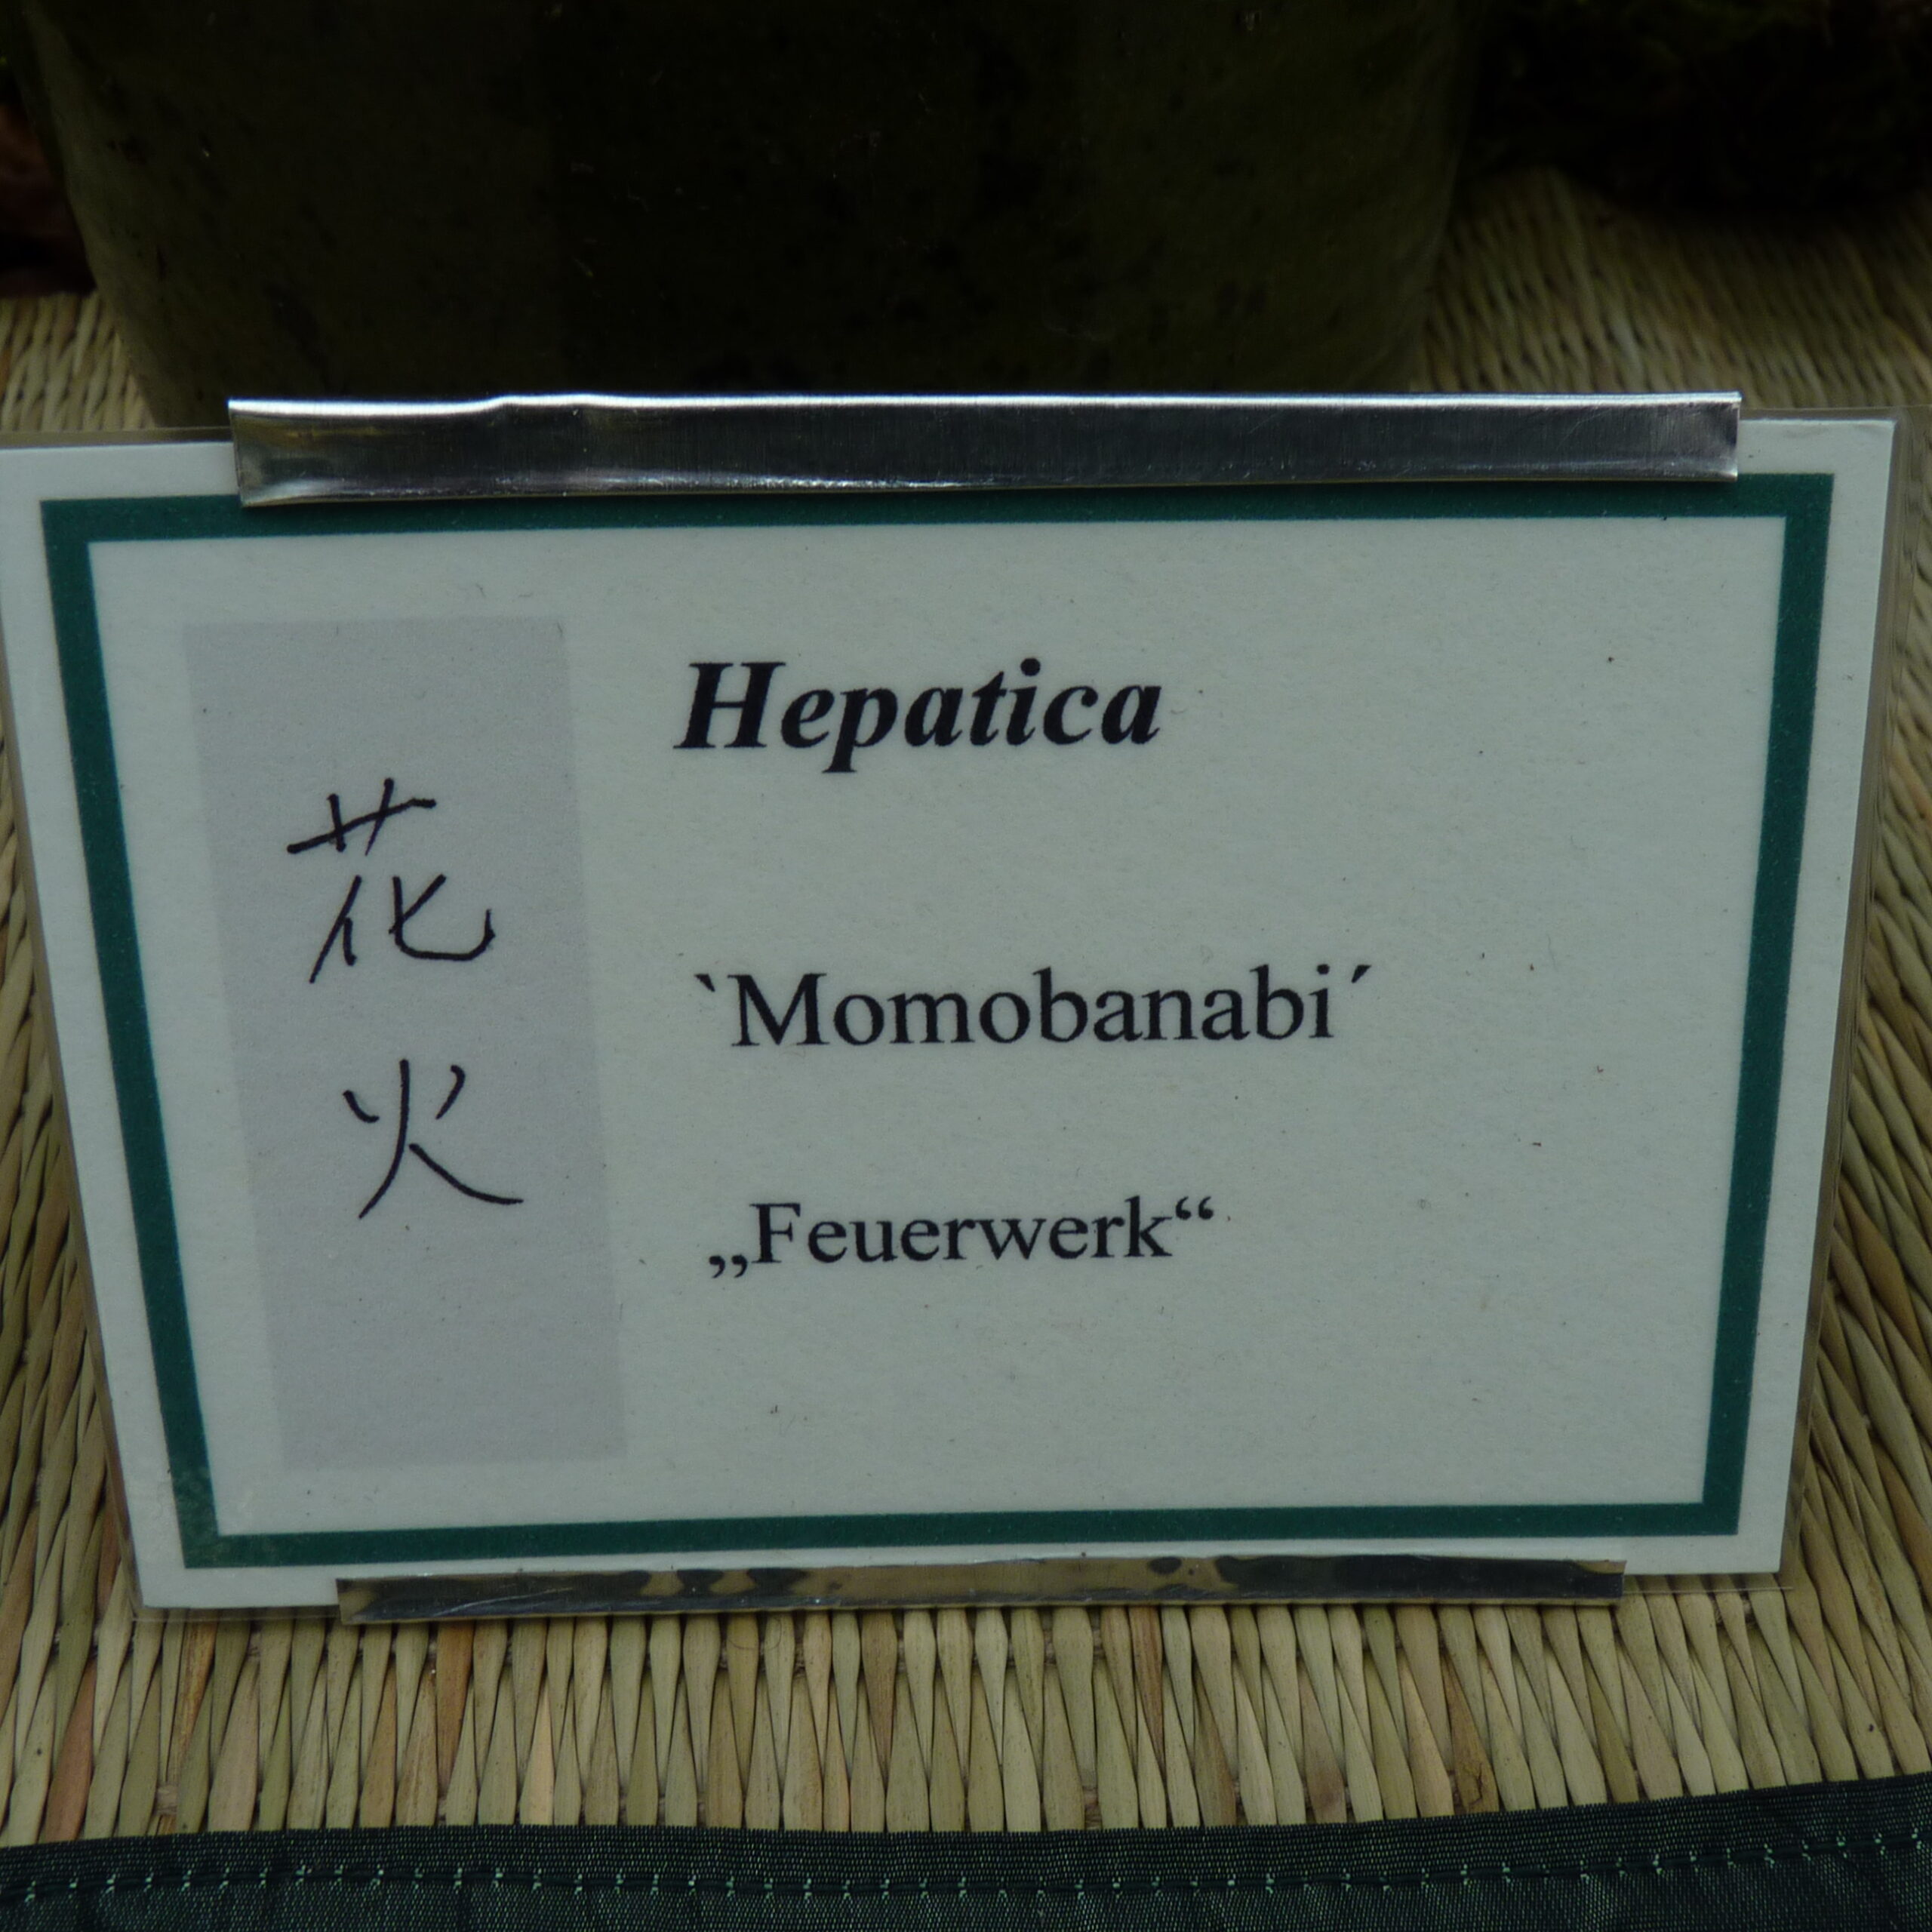 花火
Hepatica
`Momobanabi´
„Feuerwerk“